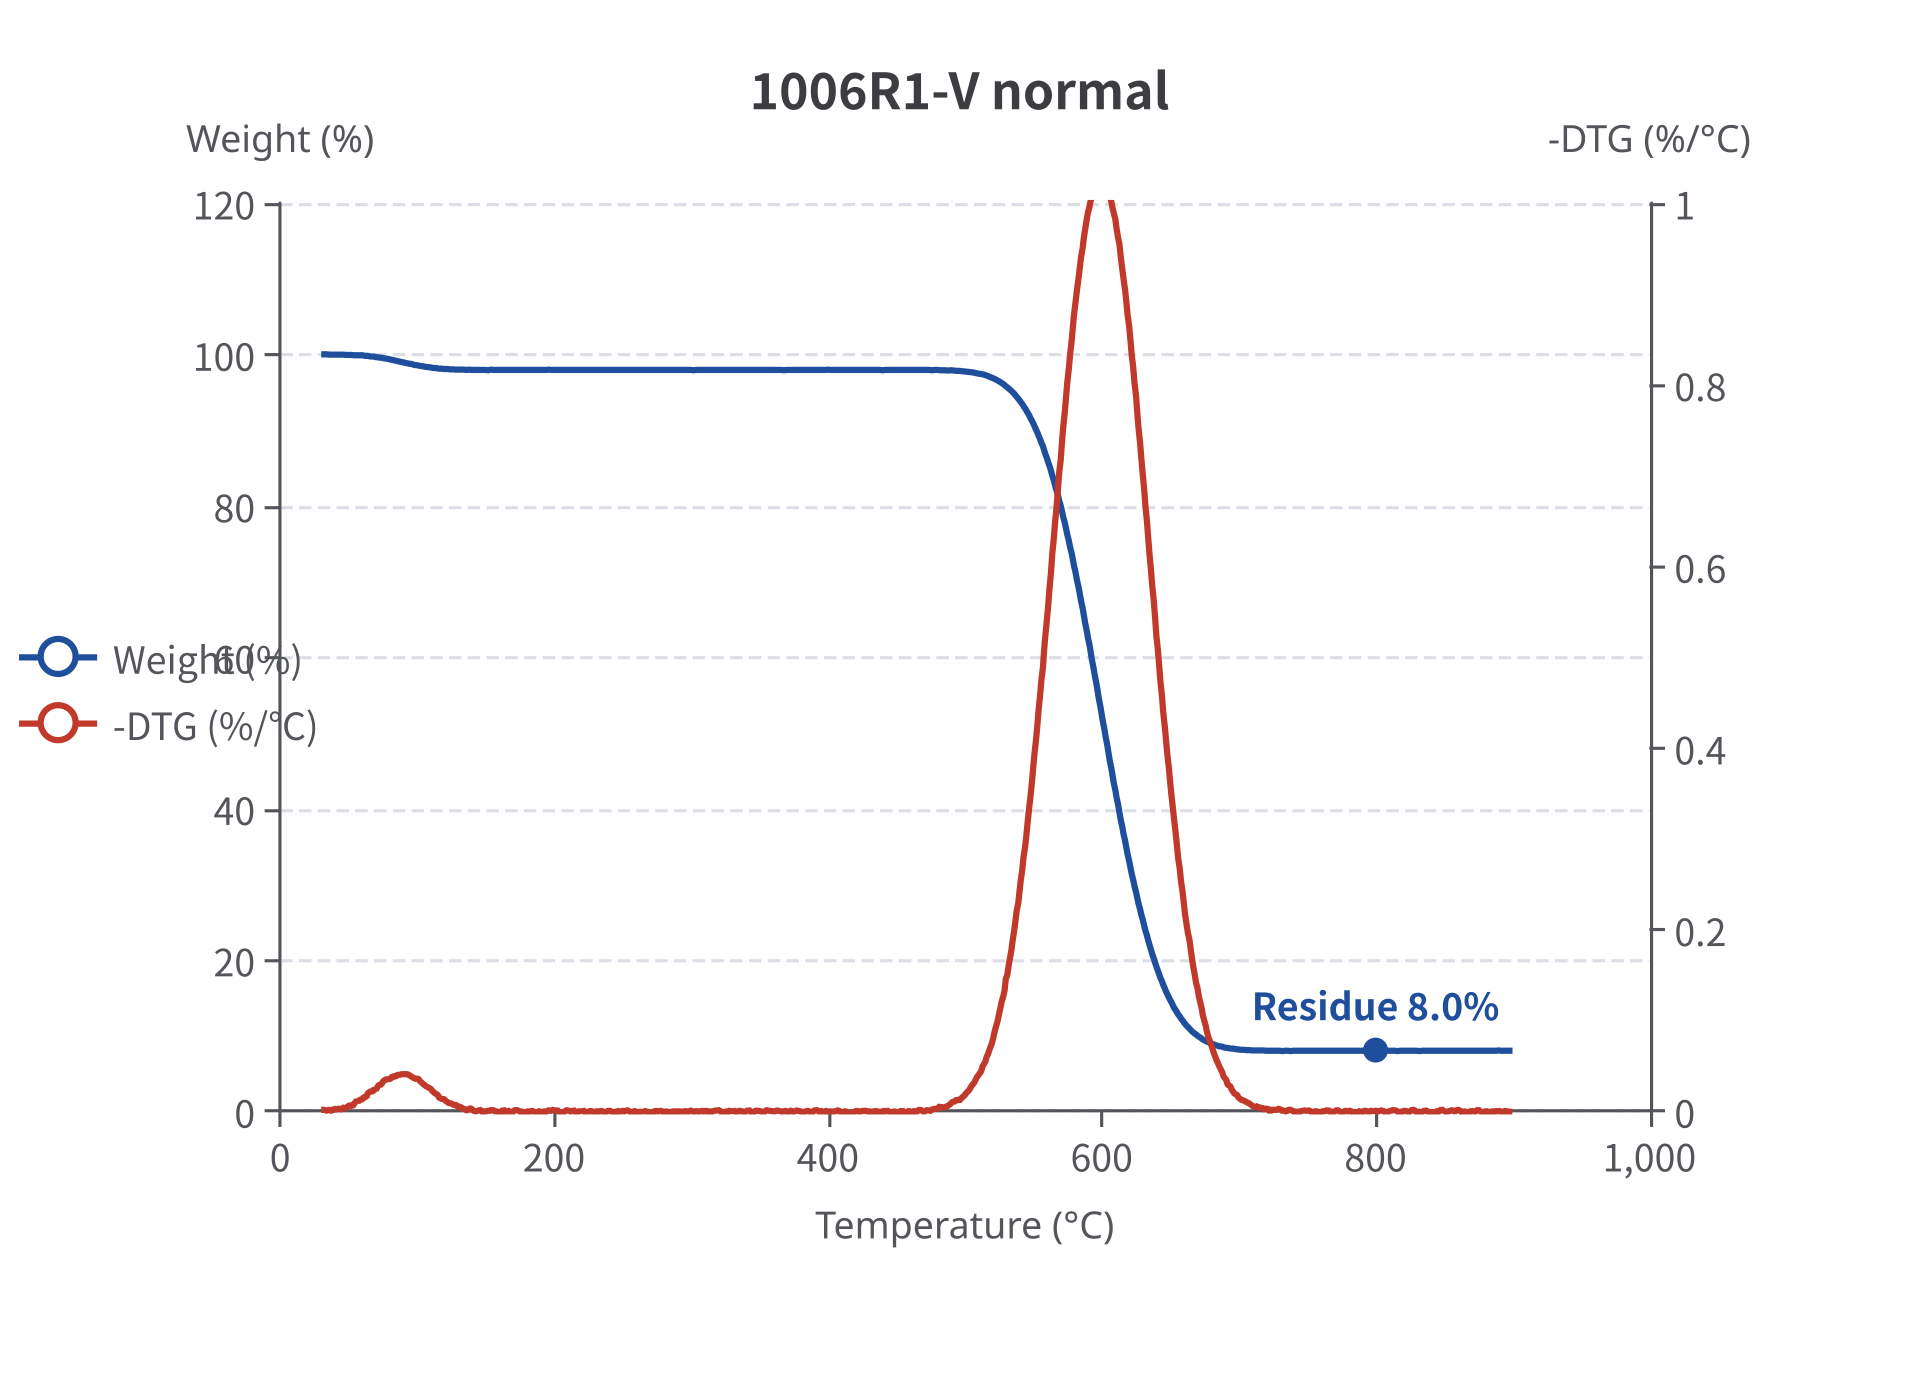 1006R1-V normal
Weight (%)
-DTG (%/°C)
120
100
80
60
40
20
0
1
0.8
0.6
0.4
0.2
0
Weight (%)
-DTG (%/°C)
Residue 8.0%
0
200
400
600
800
1,000
Temperature (°C)